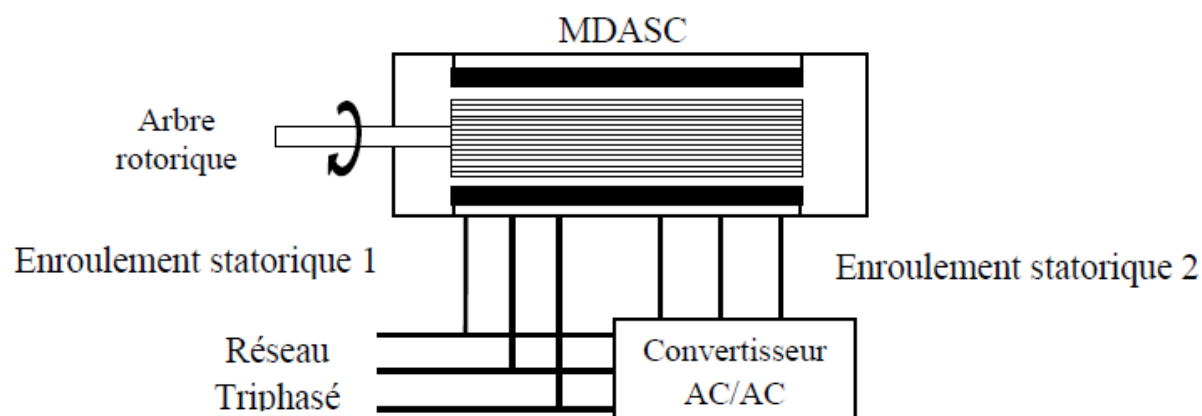 MDASC
Arbre
rotorique
Enroulement statorique 1
Enroulement statorique 2
Réseau
Triphasé
Convertisseur
AC/AC